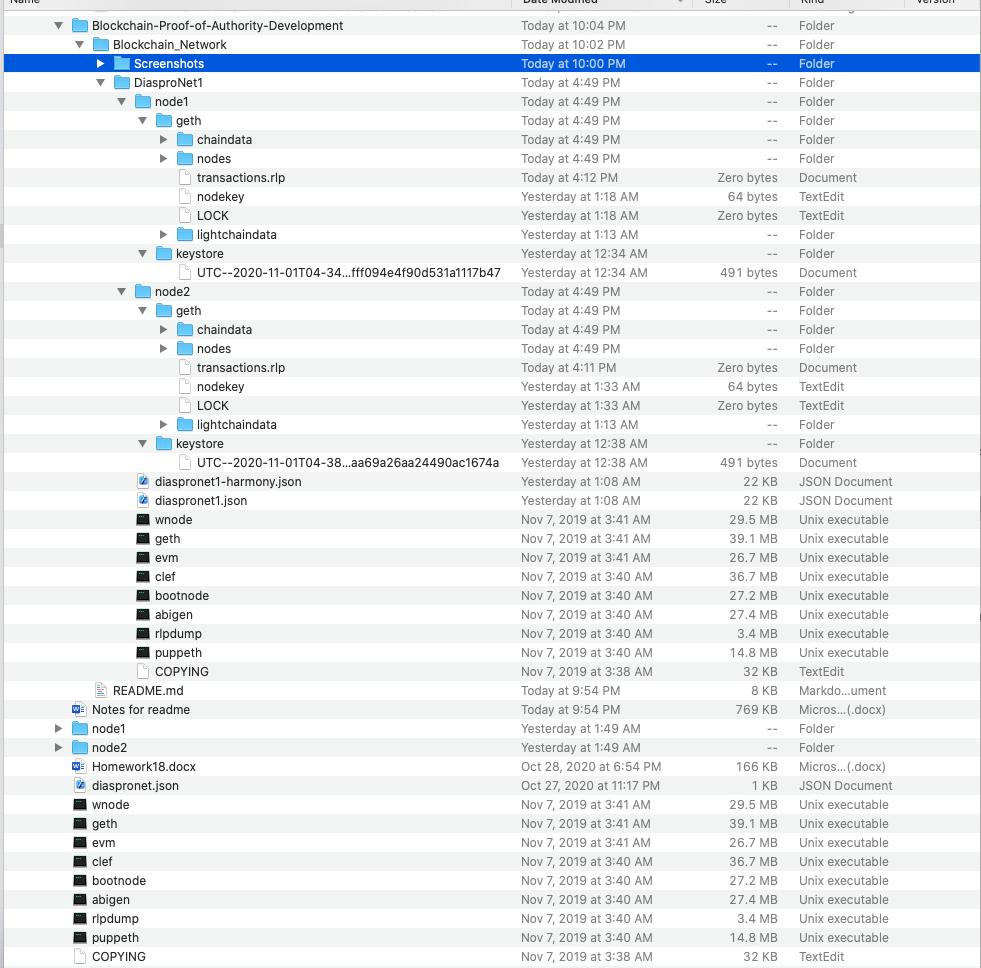 Name Date Modified Size Kind Version
Blockchain-Proof-of-Authority-Development Today at 10:04 PM -- Folder
Blockchain_Network Today at 10:02 PM -- Folder
Screenshots Today at 10:00 PM -- Folder
DiasproNet1 Today at 4:49 PM -- Folder
node1 Today at 4:49 PM -- Folder
geth Today at 4:49 PM -- Folder
chaindata Today at 4:49 PM -- Folder
nodes Today at 4:49 PM -- Folder
transactions.rlp Today at 4:12 PM Zero bytes Document
nodekey Yesterday at 1:18 AM 64 bytes TextEdit
LOCK Yesterday at 1:18 AM Zero bytes TextEdit
lightchaindata Yesterday at 1:13 AM -- Folder
keystore Yesterday at 12:34 AM -- Folder
UTC--2020-11-01T04-34...fff094e4f90d531a1117b47 Yesterday at 12:34 AM 491 bytes Document
node2 Today at 4:49 PM -- Folder
geth Today at 4:49 PM -- Folder
chaindata Today at 4:49 PM -- Folder
nodes Today at 4:49 PM -- Folder
transactions.rlp Today at 4:11 PM Zero bytes Document
nodekey Yesterday at 1:33 AM 64 bytes TextEdit
LOCK Yesterday at 1:33 AM Zero bytes TextEdit
lightchaindata Yesterday at 1:13 AM -- Folder
keystore Yesterday at 12:38 AM -- Folder
UTC--2020-11-01T04-38...aa69a26aa24490ac1674a Yesterday at 12:38 AM 491 bytes Document
diaspronet1-harmony.json Yesterday at 1:08 AM 22 KB JSON Document
diaspronet1.json Yesterday at 1:08 AM 22 KB JSON Document
wnode Nov 7, 2019 at 3:41 AM 29.5 MB Unix executable
geth Nov 7, 2019 at 3:41 AM 39.1 MB Unix executable
evm Nov 7, 2019 at 3:41 AM 26.7 MB Unix executable
clef Nov 7, 2019 at 3:40 AM 36.7 MB Unix executable
bootnode Nov 7, 2019 at 3:40 AM 27.2 MB Unix executable
abigen Nov 7, 2019 at 3:40 AM 27.4 MB Unix executable
rlpdump Nov 7, 2019 at 3:40 AM 3.4 MB Unix executable
puppeth Nov 7, 2019 at 3:40 AM 14.8 MB Unix executable
COPYING Nov 7, 2019 at 3:38 AM 32 KB TextEdit
README.md Today at 9:54 PM 8 KB Markdo...ument
Notes for readme Today at 9:54 PM 769 KB Micros...(.docx)
node1 Yesterday at 1:49 AM -- Folder
node2 Yesterday at 1:49 AM -- Folder
Homework18.docx Oct 28, 2020 at 6:54 PM 166 KB Micros...(.docx)
diaspronet.json Oct 27, 2020 at 11:17 PM 1 KB JSON Document
wnode Nov 7, 2019 at 3:41 AM 29.5 MB Unix executable
geth Nov 7, 2019 at 3:41 AM 39.1 MB Unix executable
evm Nov 7, 2019 at 3:41 AM 26.7 MB Unix executable
clef Nov 7, 2019 at 3:40 AM 36.7 MB Unix executable
bootnode Nov 7, 2019 at 3:40 AM 27.2 MB Unix executable
abigen Nov 7, 2019 at 3:40 AM 27.4 MB Unix executable
rlpdump Nov 7, 2019 at 3:40 AM 3.4 MB Unix executable
puppeth Nov 7, 2019 at 3:40 AM 14.8 MB Unix executable
COPYING Nov 7, 2019 at 3:38 AM 32 KB TextEdit